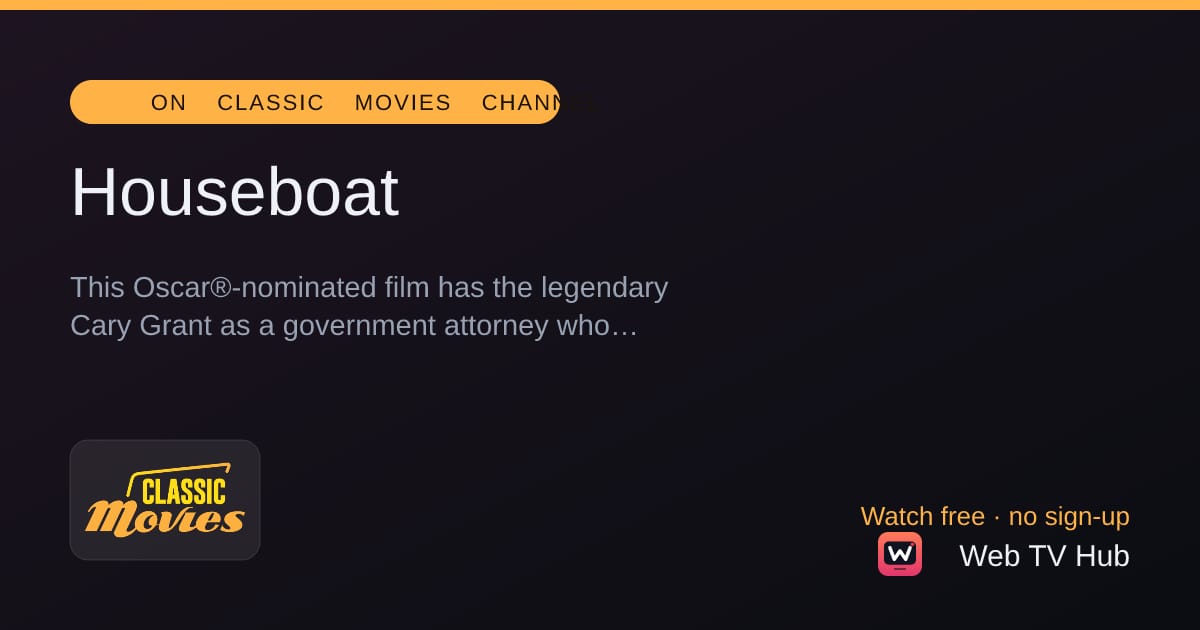 ON CLASSIC MOVIES CHANNEL
Houseboat
This Oscar®-nominated film has the legendary
Cary Grant as a government attorney who…
CLASSIC
Movies
Watch free · no sign-up
W
Web TV Hub